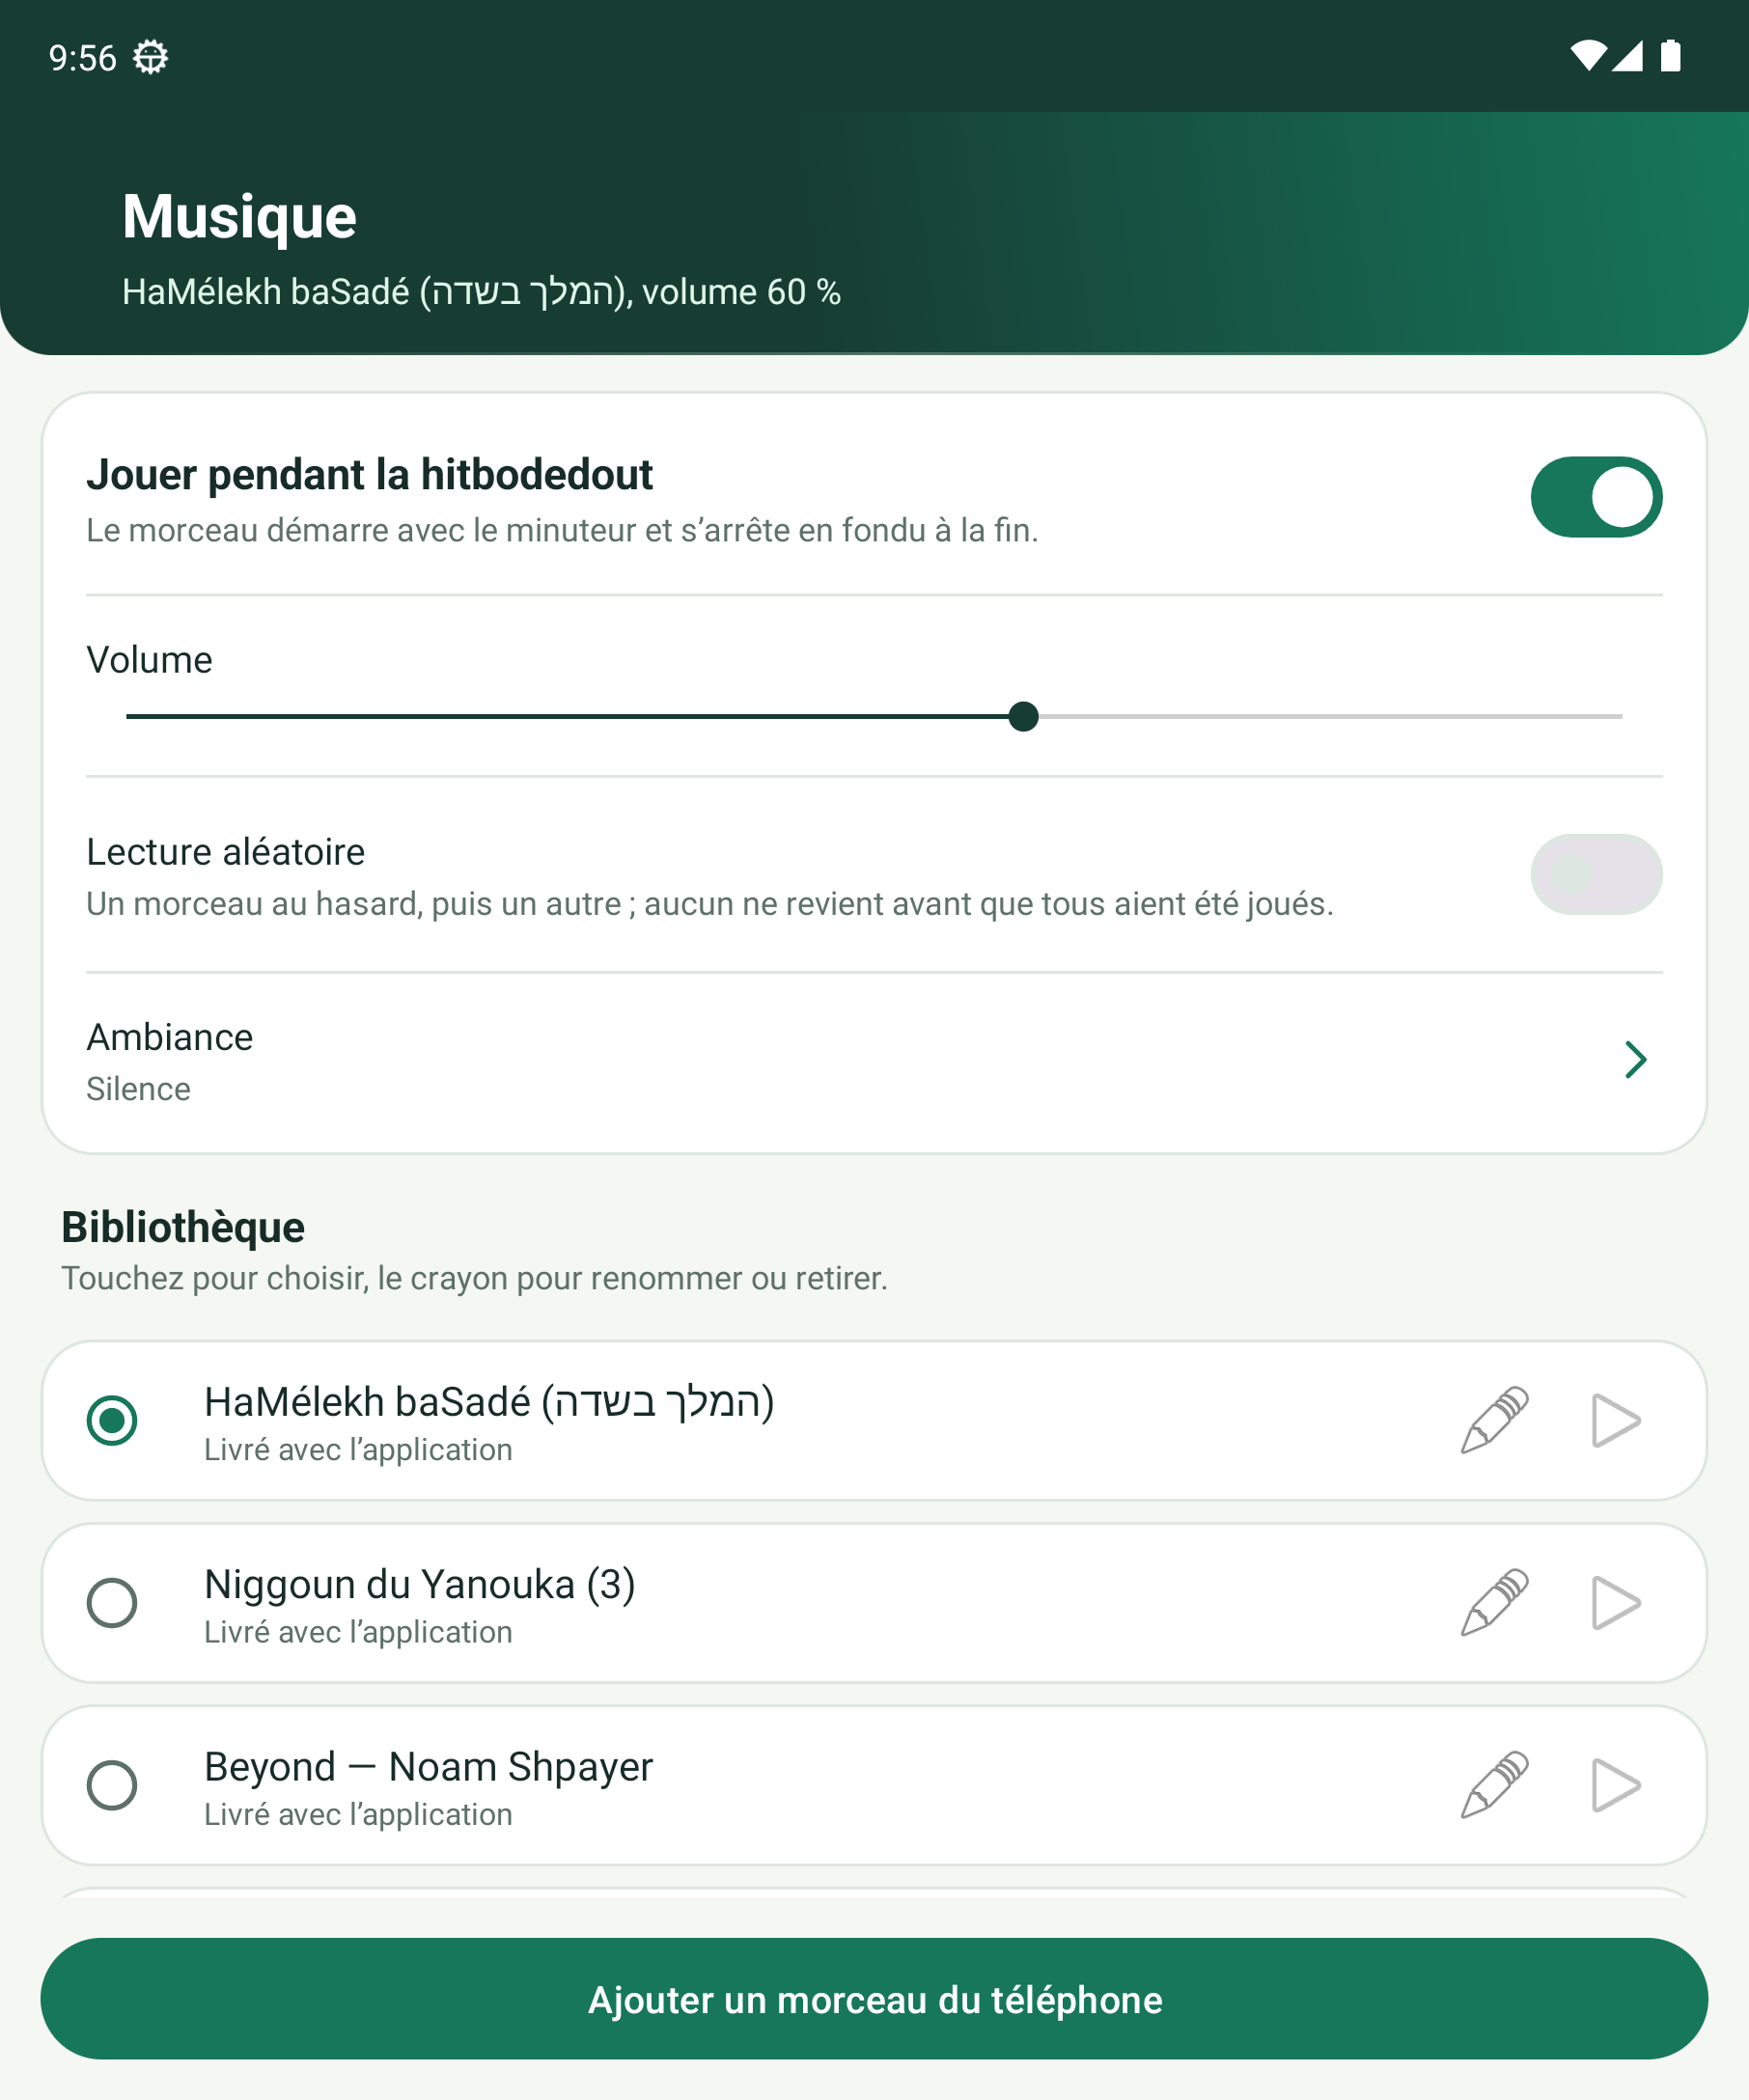 9:56
Musique
HaMélekh baSadé (המלך בשדה), volume 60 %
Jouer pendant la hitbodedout
Le morceau démarre avec le minuteur et s’arrête en fondu à la fin.
Volume
Lecture aléatoire
Un morceau au hasard, puis un autre ; aucun ne revient avant que tous aient été joués.
Ambiance
Silence
Bibliothèque
Touchez pour choisir, le crayon pour renommer ou retirer.
HaMélekh baSadé (המלך בשדה)
Livré avec l’application
Niggoun du Yanouka (3)
Livré avec l’application
Beyond — Noam Shpayer
Livré avec l’application
Ajouter un morceau du téléphone